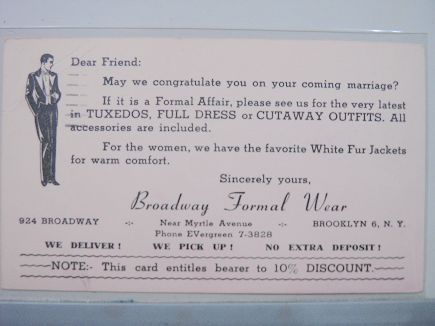 Dear Friend:
May we congratulate you on your coming marriage?
If it is a Formal Affair, please see us for the very latest
in TUXEDOS, FULL DRESS or CUTAWAY OUTFITS. All
accessories are included.
For the women, we have the favorite White Fur Jackets
for warm comfort.
Sincerely yours,
Broadway Formal Wear
924 BROADWAY -:- Near Myrtle Avenue -:- BROOKLYN 6, N. Y.
Phone EVergreen 7-3828
WE DELIVER! WE PICK UP! NO EXTRA DEPOSIT!
NOTE:- This card entitles bearer to 10% DISCOUNT.